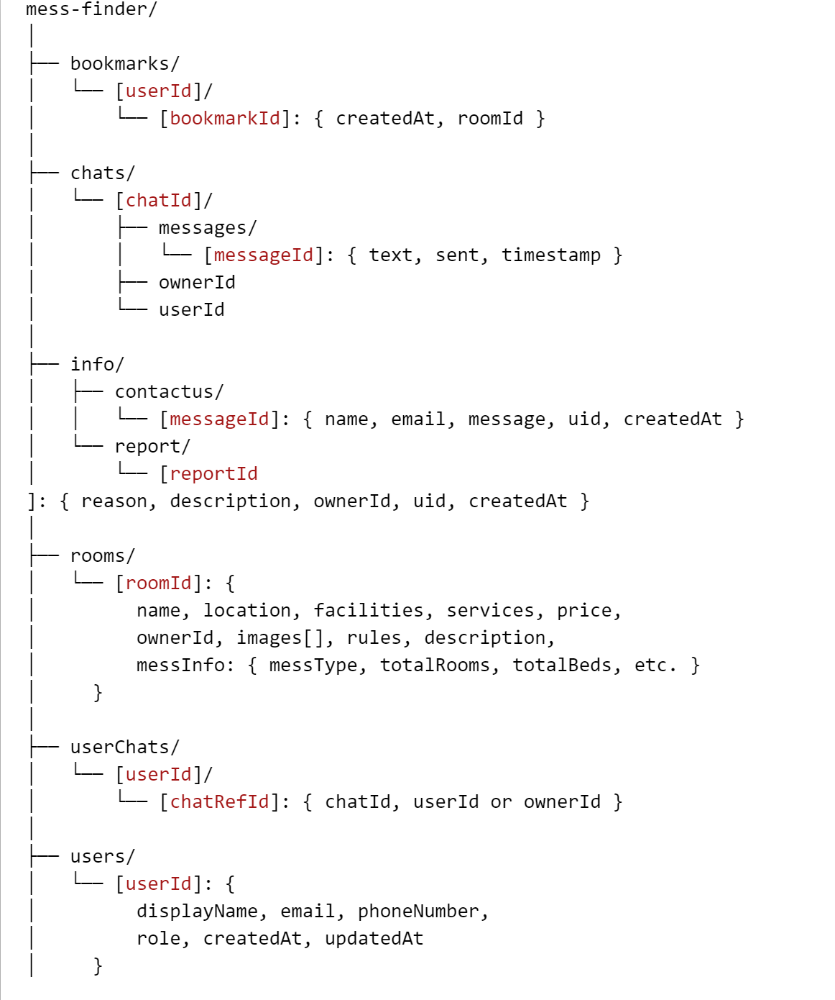 mess-finder/
│
├── bookmarks/
│   └── [userId]/
│       └── [bookmarkId]: { createdAt, roomId }
│
├── chats/
│   └── [chatId]/
│       ├── messages/
│       │   └── [messageId]: { text, sent, timestamp }
│       ├── ownerId
│       └── userId
│
├── info/
│   ├── contactus/
│   │   └── [messageId]: { name, email, message, uid, createdAt }
│   └── report/
│       └── [reportId
]: { reason, description, ownerId, uid, createdAt }
│
├── rooms/
│   └── [roomId]: {
│         name, location, facilities, services, price,
│         ownerId, images[], rules, description,
│         messInfo: { messType, totalRooms, totalBeds, etc. }
│     }
│
├── userChats/
│   └── [userId]/
│       └── [chatRefId]: { chatId, userId or ownerId }
│
├── users/
│   └── [userId]: {
│         displayName, email, phoneNumber,
│         role, createdAt, updatedAt
│     }